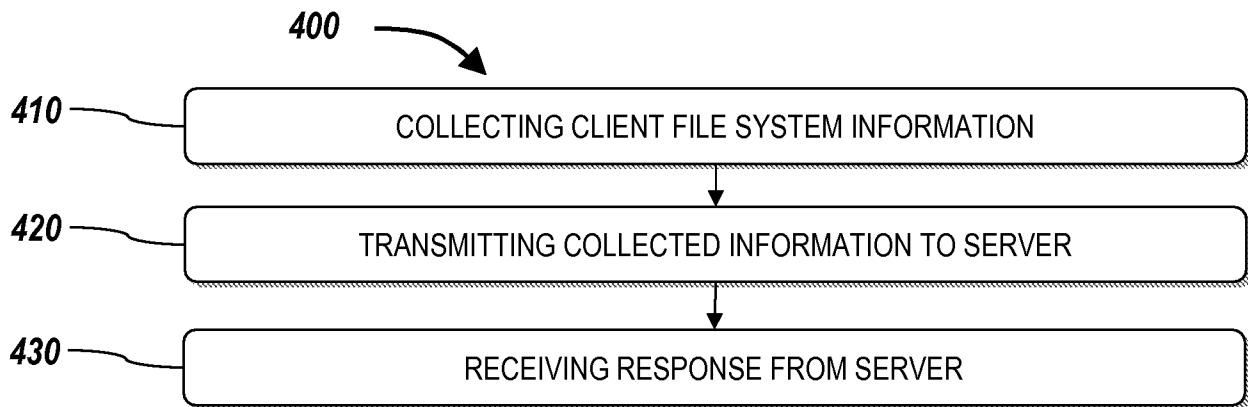 400
410
COLLECTING CLIENT FILE SYSTEM INFORMATION
420
TRANSMITTING COLLECTED INFORMATION TO SERVER
430
RECEIVING RESPONSE FROM SERVER